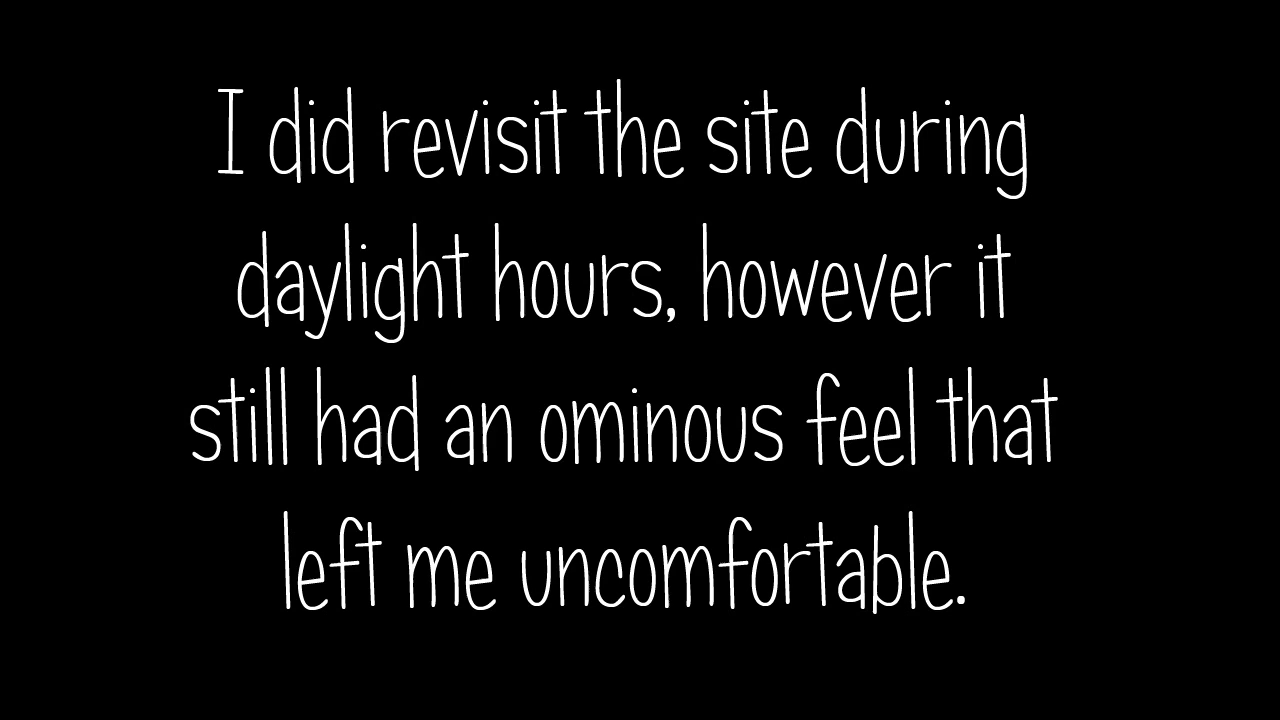 I did revisit the site during
daylight hours, however it
still had an ominous feel that
left me uncomfortable.